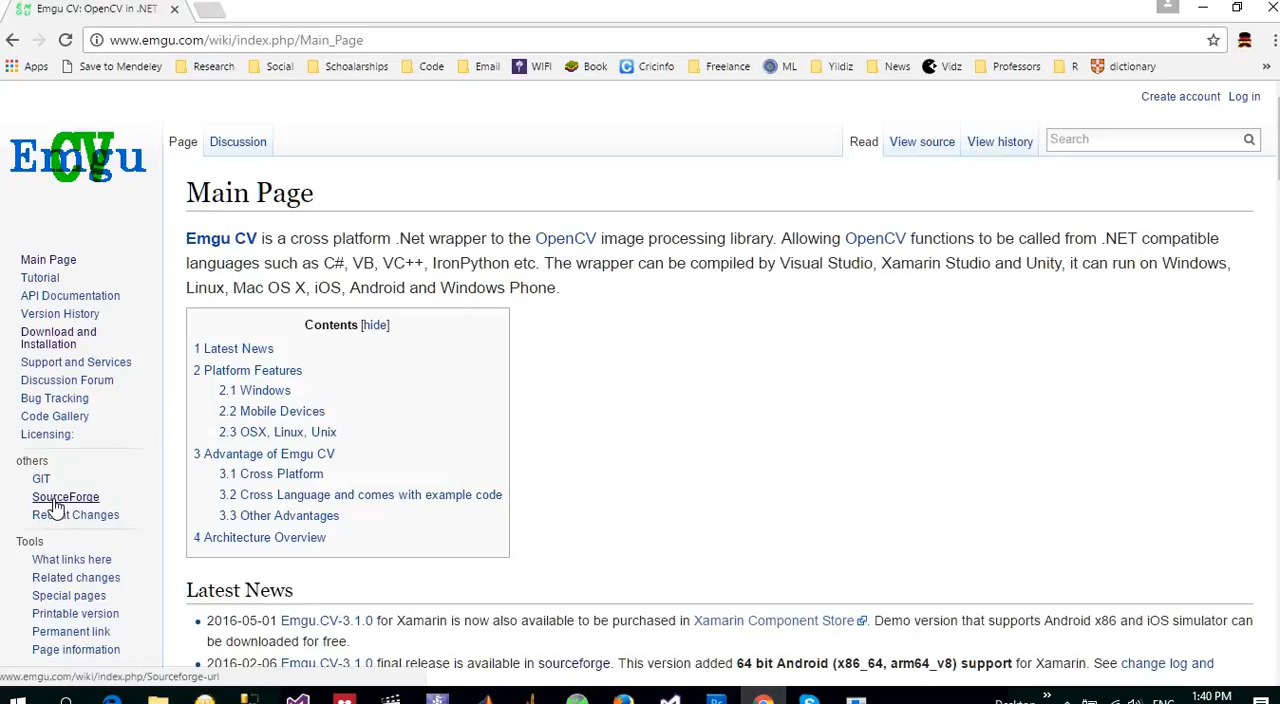 Emgu CV: OpenCV in .NET
www.emgu.com/wiki/index.php/Main_Page
Apps Save to Mendeley Research Social Schoalarships Code Email WIFI Book Cricinfo Freelance ML Yildiz News Vidz Professors R dictionary »
Create account Log in
Emgu CV
Page Discussion Read View source View history Search
Main Page
Emgu CV is a cross platform .Net wrapper to the OpenCV image processing library. Allowing OpenCV functions to be called from .NET compatible
languages such as C#, VB, VC++, IronPython etc. The wrapper can be compiled by Visual Studio, Xamarin Studio and Unity, it can run on Windows,
Linux, Mac OS X, iOS, Android and Windows Phone.
Main Page
Tutorial
API Documentation
Version History
Download and
Installation
Support and Services
Discussion Forum
Bug Tracking
Code Gallery
Licensing:
others
GIT
SourceForge
Recent Changes
Tools
What links here
Related changes
Special pages
Printable version
Permanent link
Page information
Contents [hide]
1 Latest News
2 Platform Features
2.1 Windows
2.2 Mobile Devices
2.3 OSX, Linux, Unix
3 Advantage of Emgu CV
3.1 Cross Platform
3.2 Cross Language and comes with example code
3.3 Other Advantages
4 Architecture Overview
Latest News
• 2016-05-01 Emgu.CV-3.1.0 for Xamarin is now also available to be purchased in Xamarin Component Store. Demo version that supports Android x86 and iOS simulator can
be downloaded for free.
• 2016-02-06 Emgu CV-3.1.0 final release is available in sourceforge. This version added 64 bit Android (x86_64, arm64_v8) support for Xamarin. See change log and
www.emgu.com/wiki/index.php/Sourceforge-url
Desktop » ENG 1:40 PM